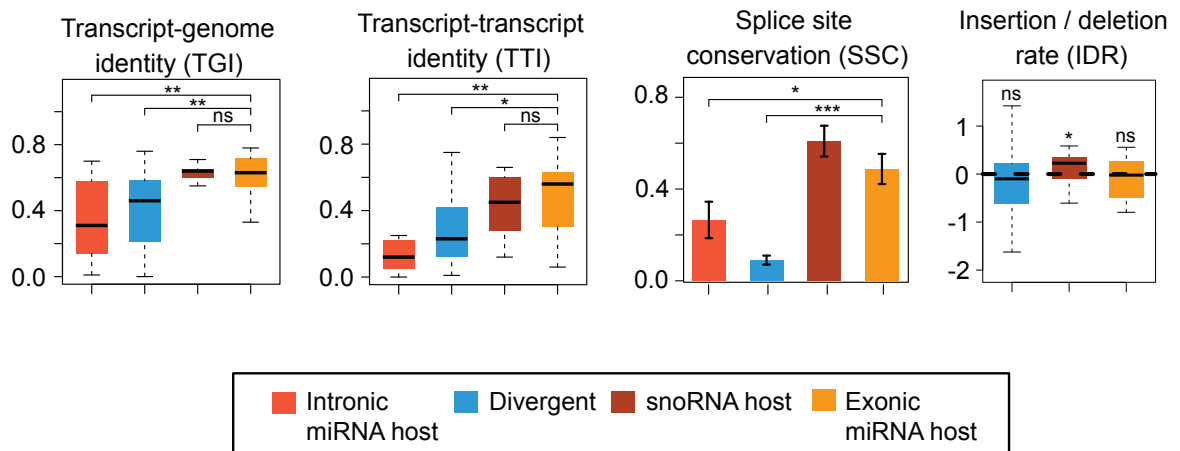 Transcript-genome
identity (TGI)
**
**
ns
0.8
0.4
0.0
Transcript-transcript
identity (TTI)
**
*
ns
0.8
0.4
0.0
Splice site
conservation (SSC)
*
***
0.8
0.4
0.0
Insertion / deletion
rate (IDR)
ns
*
ns
1
0
-1
-2
Intronic
miRNA host
Divergent
snoRNA host
Exonic
miRNA host